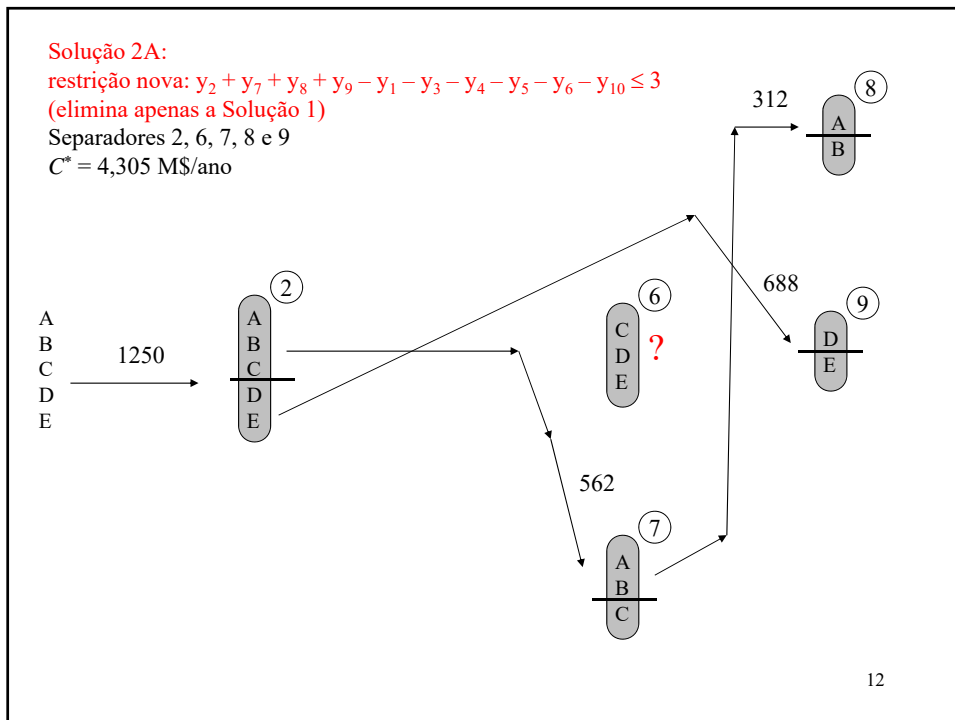 Solução 2A:
restrição nova: y₂ + y₇ + y₈ + y₉ – y₁ – y₃ – y₄ – y₅ – y₆ – y₁₀ ≤ 3
(elimina apenas a Solução 1)
Separadores 2, 6, 7, 8 e 9
C* = 4,305 M$/ano
312
8
A
B
2
A
B
C
D
E
1250
A
B
C
D
E
6
C
D
E
?
688
9
D
E
562
7
A
B
C
12